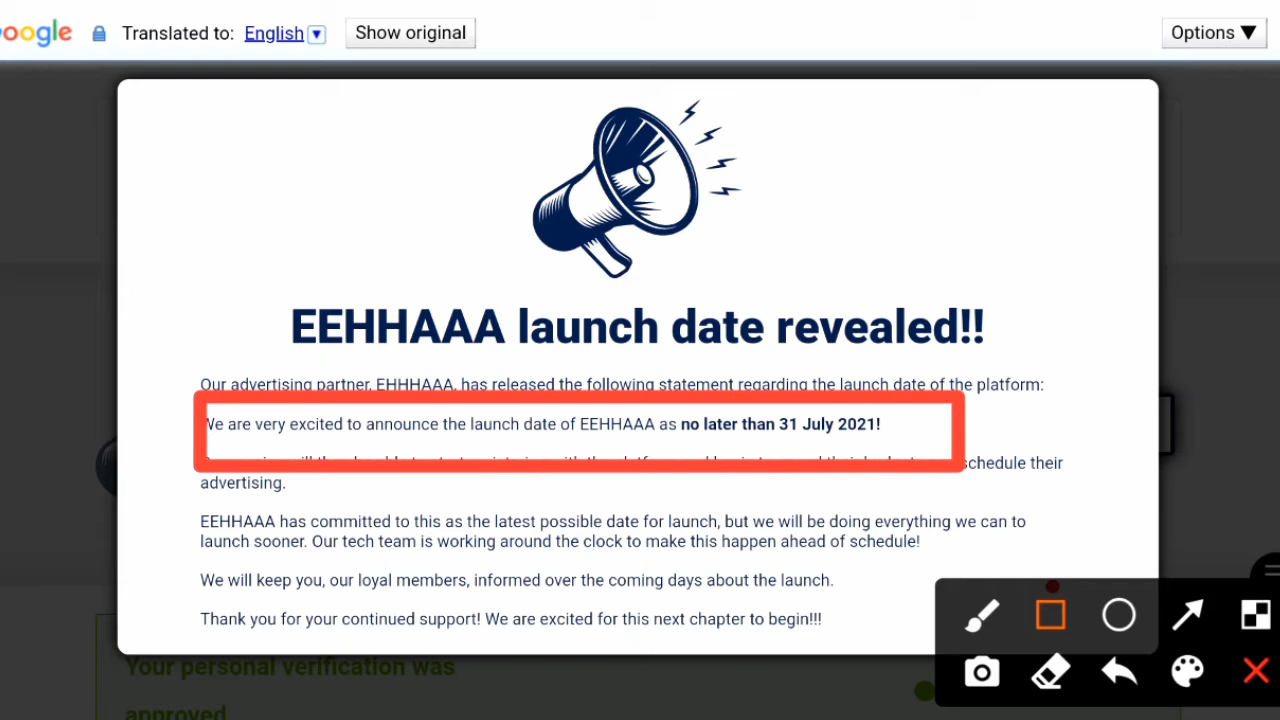 oogle
Translated to: English
Show original
Options
EEHHAAA launch date revealed!!
Our advertising partner, EHHHAAA, has released the following statement regarding the launch date of the platform:
We are very excited to announce the launch date of EEHHAAA as no later than 31 July 2021!
schedule their
advertising.
EEHHAAA has committed to this as the latest possible date for launch, but we will be doing everything we can to
launch sooner. Our tech team is working around the clock to make this happen ahead of schedule!
We will keep you, our loyal members, informed over the coming days about the launch.
Thank you for your continued support! We are excited for this next chapter to begin!!!
Your personal verification was
approved